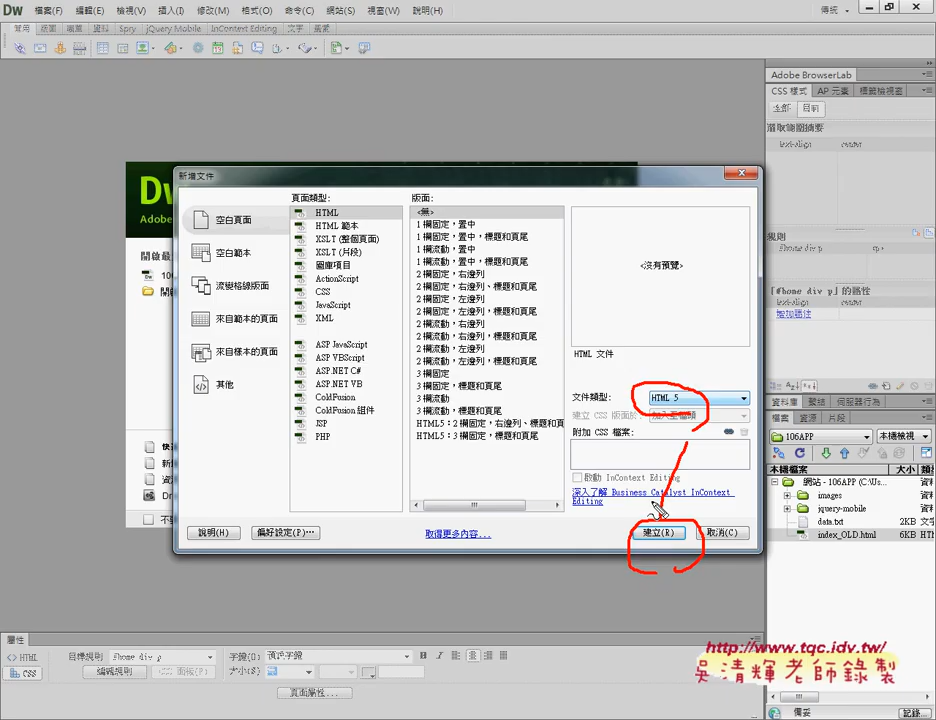 Dw 檔案(F) 編輯(E) 檢視(V) 插入(I) 修改(M) 格式(O) 命令(C) 網站(S) 視窗(W) 說明(H) 傳統
常用 版面 Spry jQuery Mobile InContext Editing 文字
Adobe BrowserLab
CSS 樣式 AP 元素 標籤檢視器
全部 目前
text-align center
規則
#home div p
「#home div p」的屬性
text-align center
增加屬性
新增文件
空白頁面
空白範本
流變格線版面
來自範本的頁面
來自樣本的頁面
其他
頁面類型:
HTML
HTML 範本
XSLT (整個頁面)
XSLT (片段)
圖庫項目
ActionScript
CSS
JavaScript
XML
ASP JavaScript
ASP VBScript
ASP.NET C#
ASP.NET VB
ColdFusion
ColdFusion 組件
JSP
PHP
版面:
<無>
1 欄固定，置中
1 欄固定，置中，標題和頁尾
1 欄流動，置中
1 欄流動，置中，標題和頁尾
2 欄固定，右邊列
2 欄固定，右邊列、標題和頁尾
2 欄固定，左邊列
2 欄固定，左邊列、標題和頁尾
2 欄流動，右邊列
2 欄流動，右邊列、標題和頁尾
2 欄流動，左邊列
2 欄流動，左邊列、標題和頁尾
3 欄固定
3 欄固定，標題和頁尾
3 欄流動
3 欄流動，標題和頁尾
HTML5：2 欄固定，右邊列、標題和頁
HTML5：3 欄固定，標題和頁尾
<沒有預覽>
HTML 文件
文件類型: HTML 5
建立 CSS 版面於: 加入至檔頭
附加 CSS 檔案:
啟動 InContext Editing
深入了解 Business Catalyst InContext
Editing
說明(H) 偏好設定(P)… 取得更多內容... 建立(R) 取消(C)
Dw
Adobe
資料庫 繫結 伺服器行為
檔案 資源 片段
106APP 本機檢視
本機檔案 大小 類
網站 - 106APP (C:\Us...
images
jquery-mobile
data.txt 2KB
index_OLD.html 6KB
屬性
<> HTML 目標規則 #home div p 字體(O) 預設字體 B I
CSS 編輯規則 CSS 面板(P) 大小(S)
頁面屬性...
http://www.tqc.idv.tw/
吳清輝老師錄製
備妥 記錄...